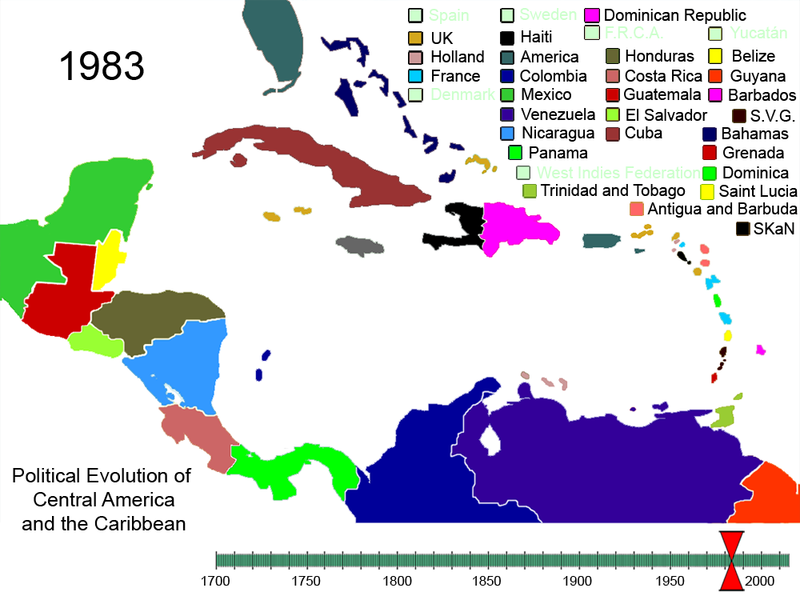 1983
Spain
Sweden
Dominican Republic
UK
Haiti
F.R.C.A.
Yucatán
Holland
America
Honduras
Belize
France
Colombia
Costa Rica
Guyana
Denmark
Mexico
Guatemala
Barbados
Venezuela
El Salvador
S.V.G.
Nicaragua
Cuba
Bahamas
Panama
Grenada
West Indies Federation
Dominica
Trinidad and Tobago
Saint Lucia
Antigua and Barbuda
SKaN
Political Evolution of
Central America
and the Caribbean
1700 1750 1800 1850 1900 1950 2000